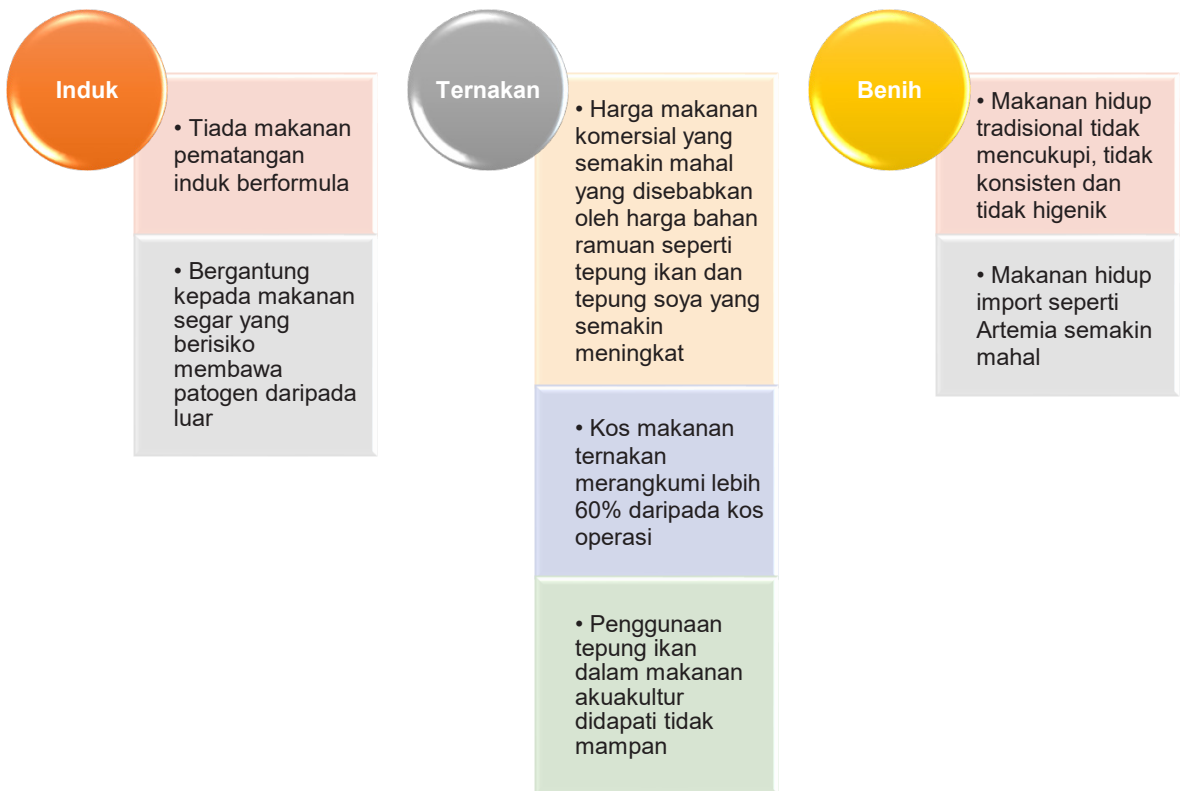 Induk
• Tiada makanan
pematangan
induk berformula
• Bergantung
kepada makanan
segar yang
berisiko
membawa
patogen daripada
luar
Ternakan
• Harga makanan
komersial yang
semakin mahal
yang disebabkan
oleh harga bahan
ramuan seperti
tepung ikan dan
tepung soya yang
semakin
meningkat
• Kos makanan
ternakan
merangkumi lebih
60% daripada kos
operasi
• Penggunaan
tepung ikan
dalam makanan
akuakultur
didapati tidak
mampan
Benih
• Makanan hidup
tradisional tidak
mencukupi, tidak
konsisten dan
tidak higenik
• Makanan hidup
import seperti
Artemia semakin
mahal